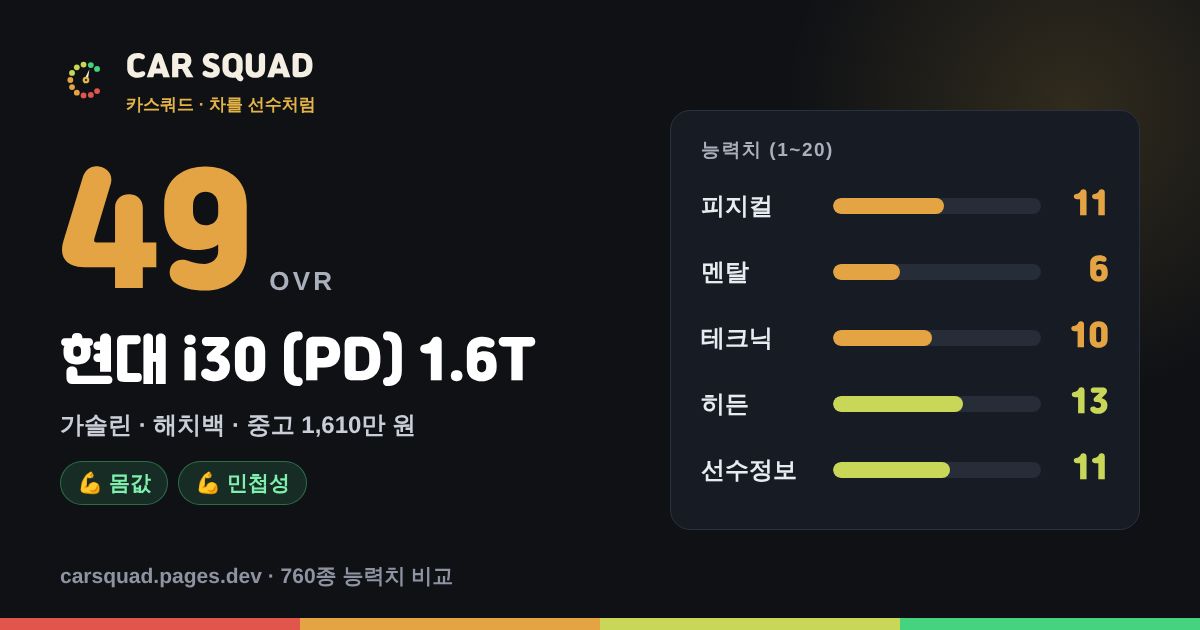 CAR SQUAD
카스쿼드 · 차를 선수처럼
49 OVR
현대 i30 (PD) 1.6T
가솔린 · 해치백 · 중고 1,610만 원
💪 몸값 💪 민첩성
carsquad.pages.dev · 760종 능력치 비교
능력치 (1~20)
피지컬 11
멘탈 6
테크닉 10
히든 13
선수정보 11